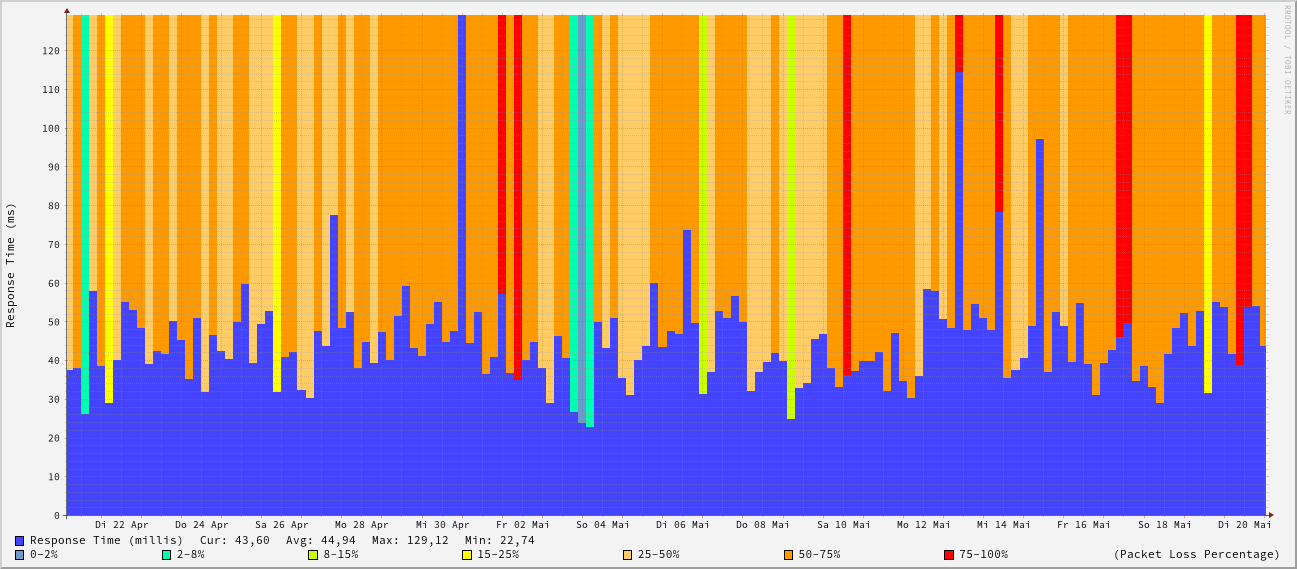 RRDTOOL / TOBI OETIKER
Response Time (ms)
120
110
100
90
80
70
60
50
40
30
20
10
0
Di 22 Apr Do 24 Apr Sa 26 Apr Mo 28 Apr Mi 30 Apr Fr 02 Mai So 04 Mai Di 06 Mai Do 08 Mai Sa 10 Mai Mo 12 Mai Mi 14 Mai Fr 16 Mai So 18 Mai Di 20 Mai
Response Time (millis) Cur: 43,60 Avg: 44,94 Max: 129,12 Min: 22,74
0-2% 2-8% 8-15% 15-25% 25-50% 50-75% 75-100% (Packet Loss Percentage)